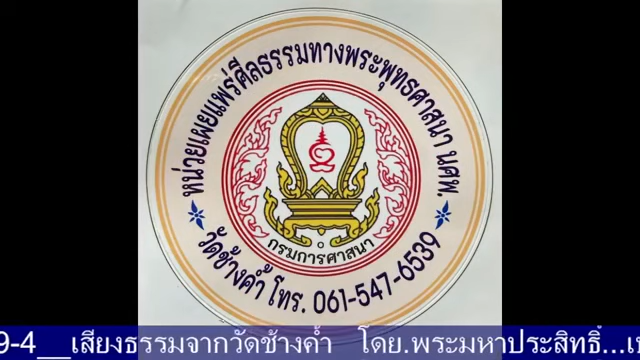 หน่วยเผยแพร่ศีลธรรมทางพระพุทธศาสนา นศพ.
กรมการศาสนา
วัดช้างค้ำ โทร. 061-547-6539
9-4__เสียงธรรมจากวัดช้างค้ำ โดย.พระมหาประสิทธิ์...